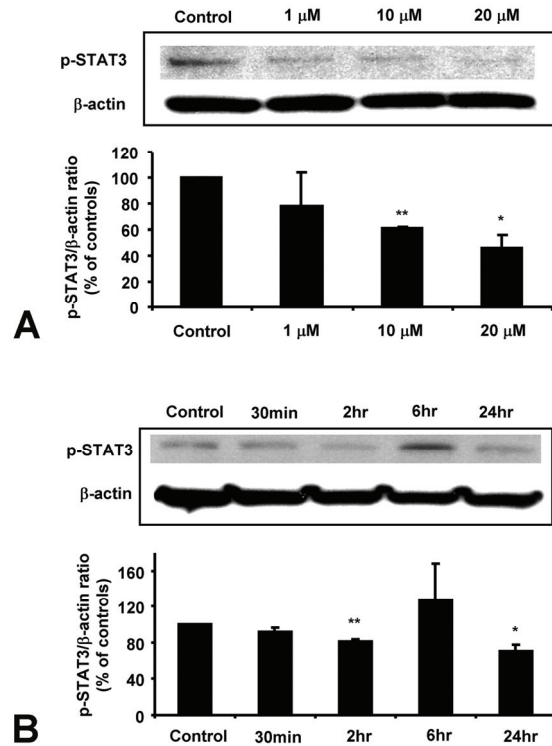 Control 1 μM 10 μM 20 μM
p-STAT3
β-actin
p-STAT3/β-actin ratio
(% of controls)
120
100
80
60
40
20
0
**
*
Control 1 μM 10 μM 20 μM
A
Control 30min 2hr 6hr 24hr
p-STAT3
β-actin
p-STAT3/β-actin ratio
(% of controls)
160
120
80
40
0
**
*
Control 30min 2hr 6hr 24hr
B